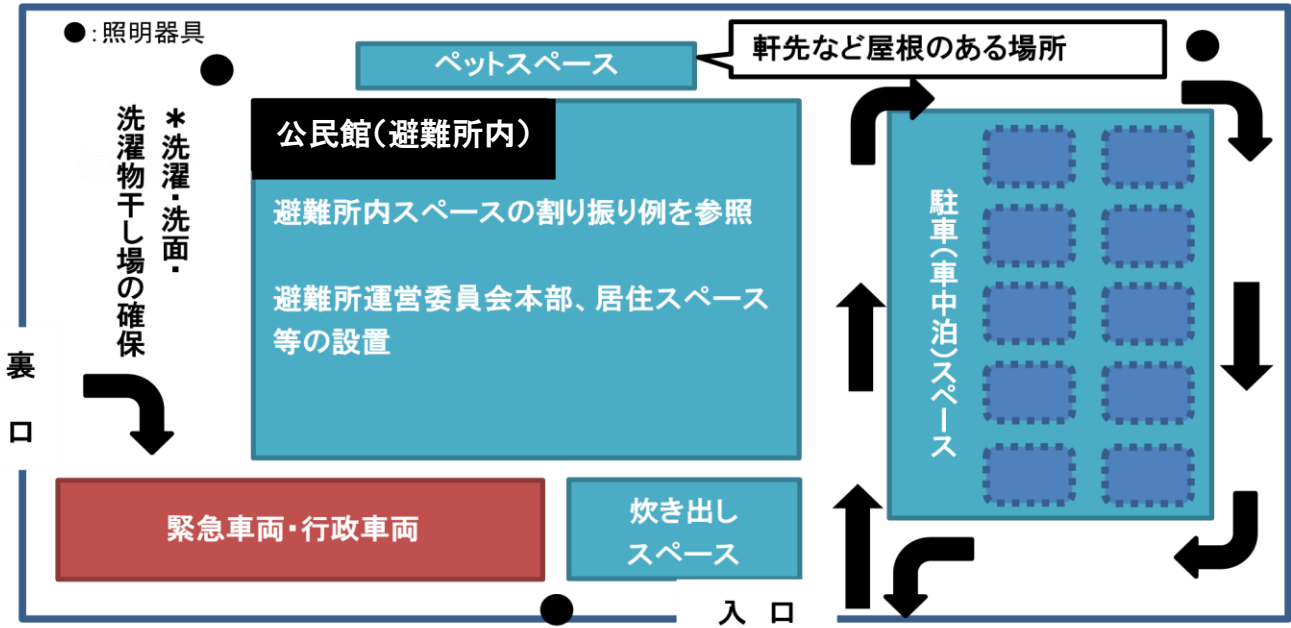 ●:照明器具
ペットスペース
軒先など屋根のある場所
公民館(避難所内)
避難所内スペースの割り振り例を参照
避難所運営委員会本部、居住スペース
等の設置
*洗濯・洗面・
洗濯物干し場の確保
裏口
駐車(車中泊)スペース
緊急車両・行政車両
炊き出し
スペース
入口